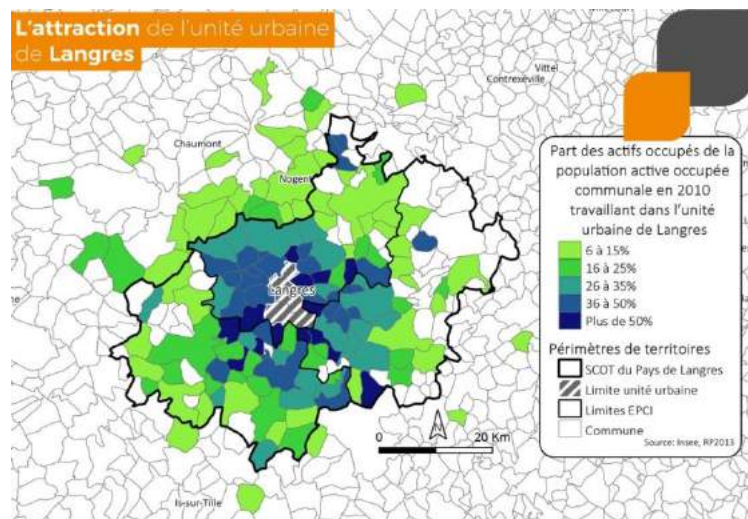 L'attraction de l'unité urbaine
de Langres
Vittel
Contrexéville
Chaumont
Nogent
Langres
Is-sur-Tille
Part des actifs occupés de la
population active occupée
communale en 2010
travaillant dans l'unité
urbaine de Langres
6 à 15%
16 à 25%
26 à 35%
36 à 50%
Plus de 50%
Périmètres de territoires
SCOT du Pays de Langres
Limite unité urbaine
Limites EPCI
Commune
Source: Insee, RP2013
N
0 20 Km